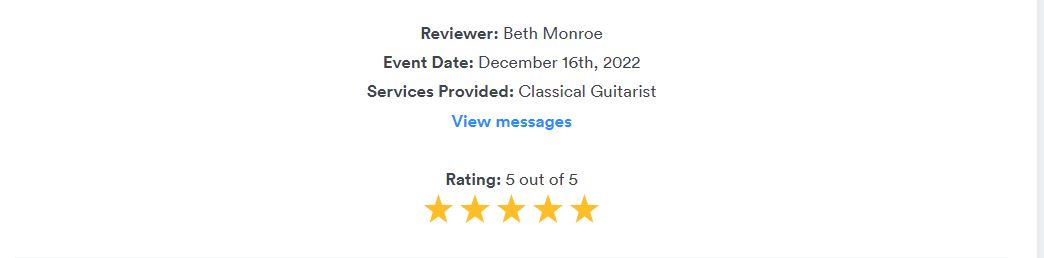 Reviewer: Beth Monroe
Event Date: December 16th, 2022
Services Provided: Classical Guitarist
View messages
Rating: 5 out of 5